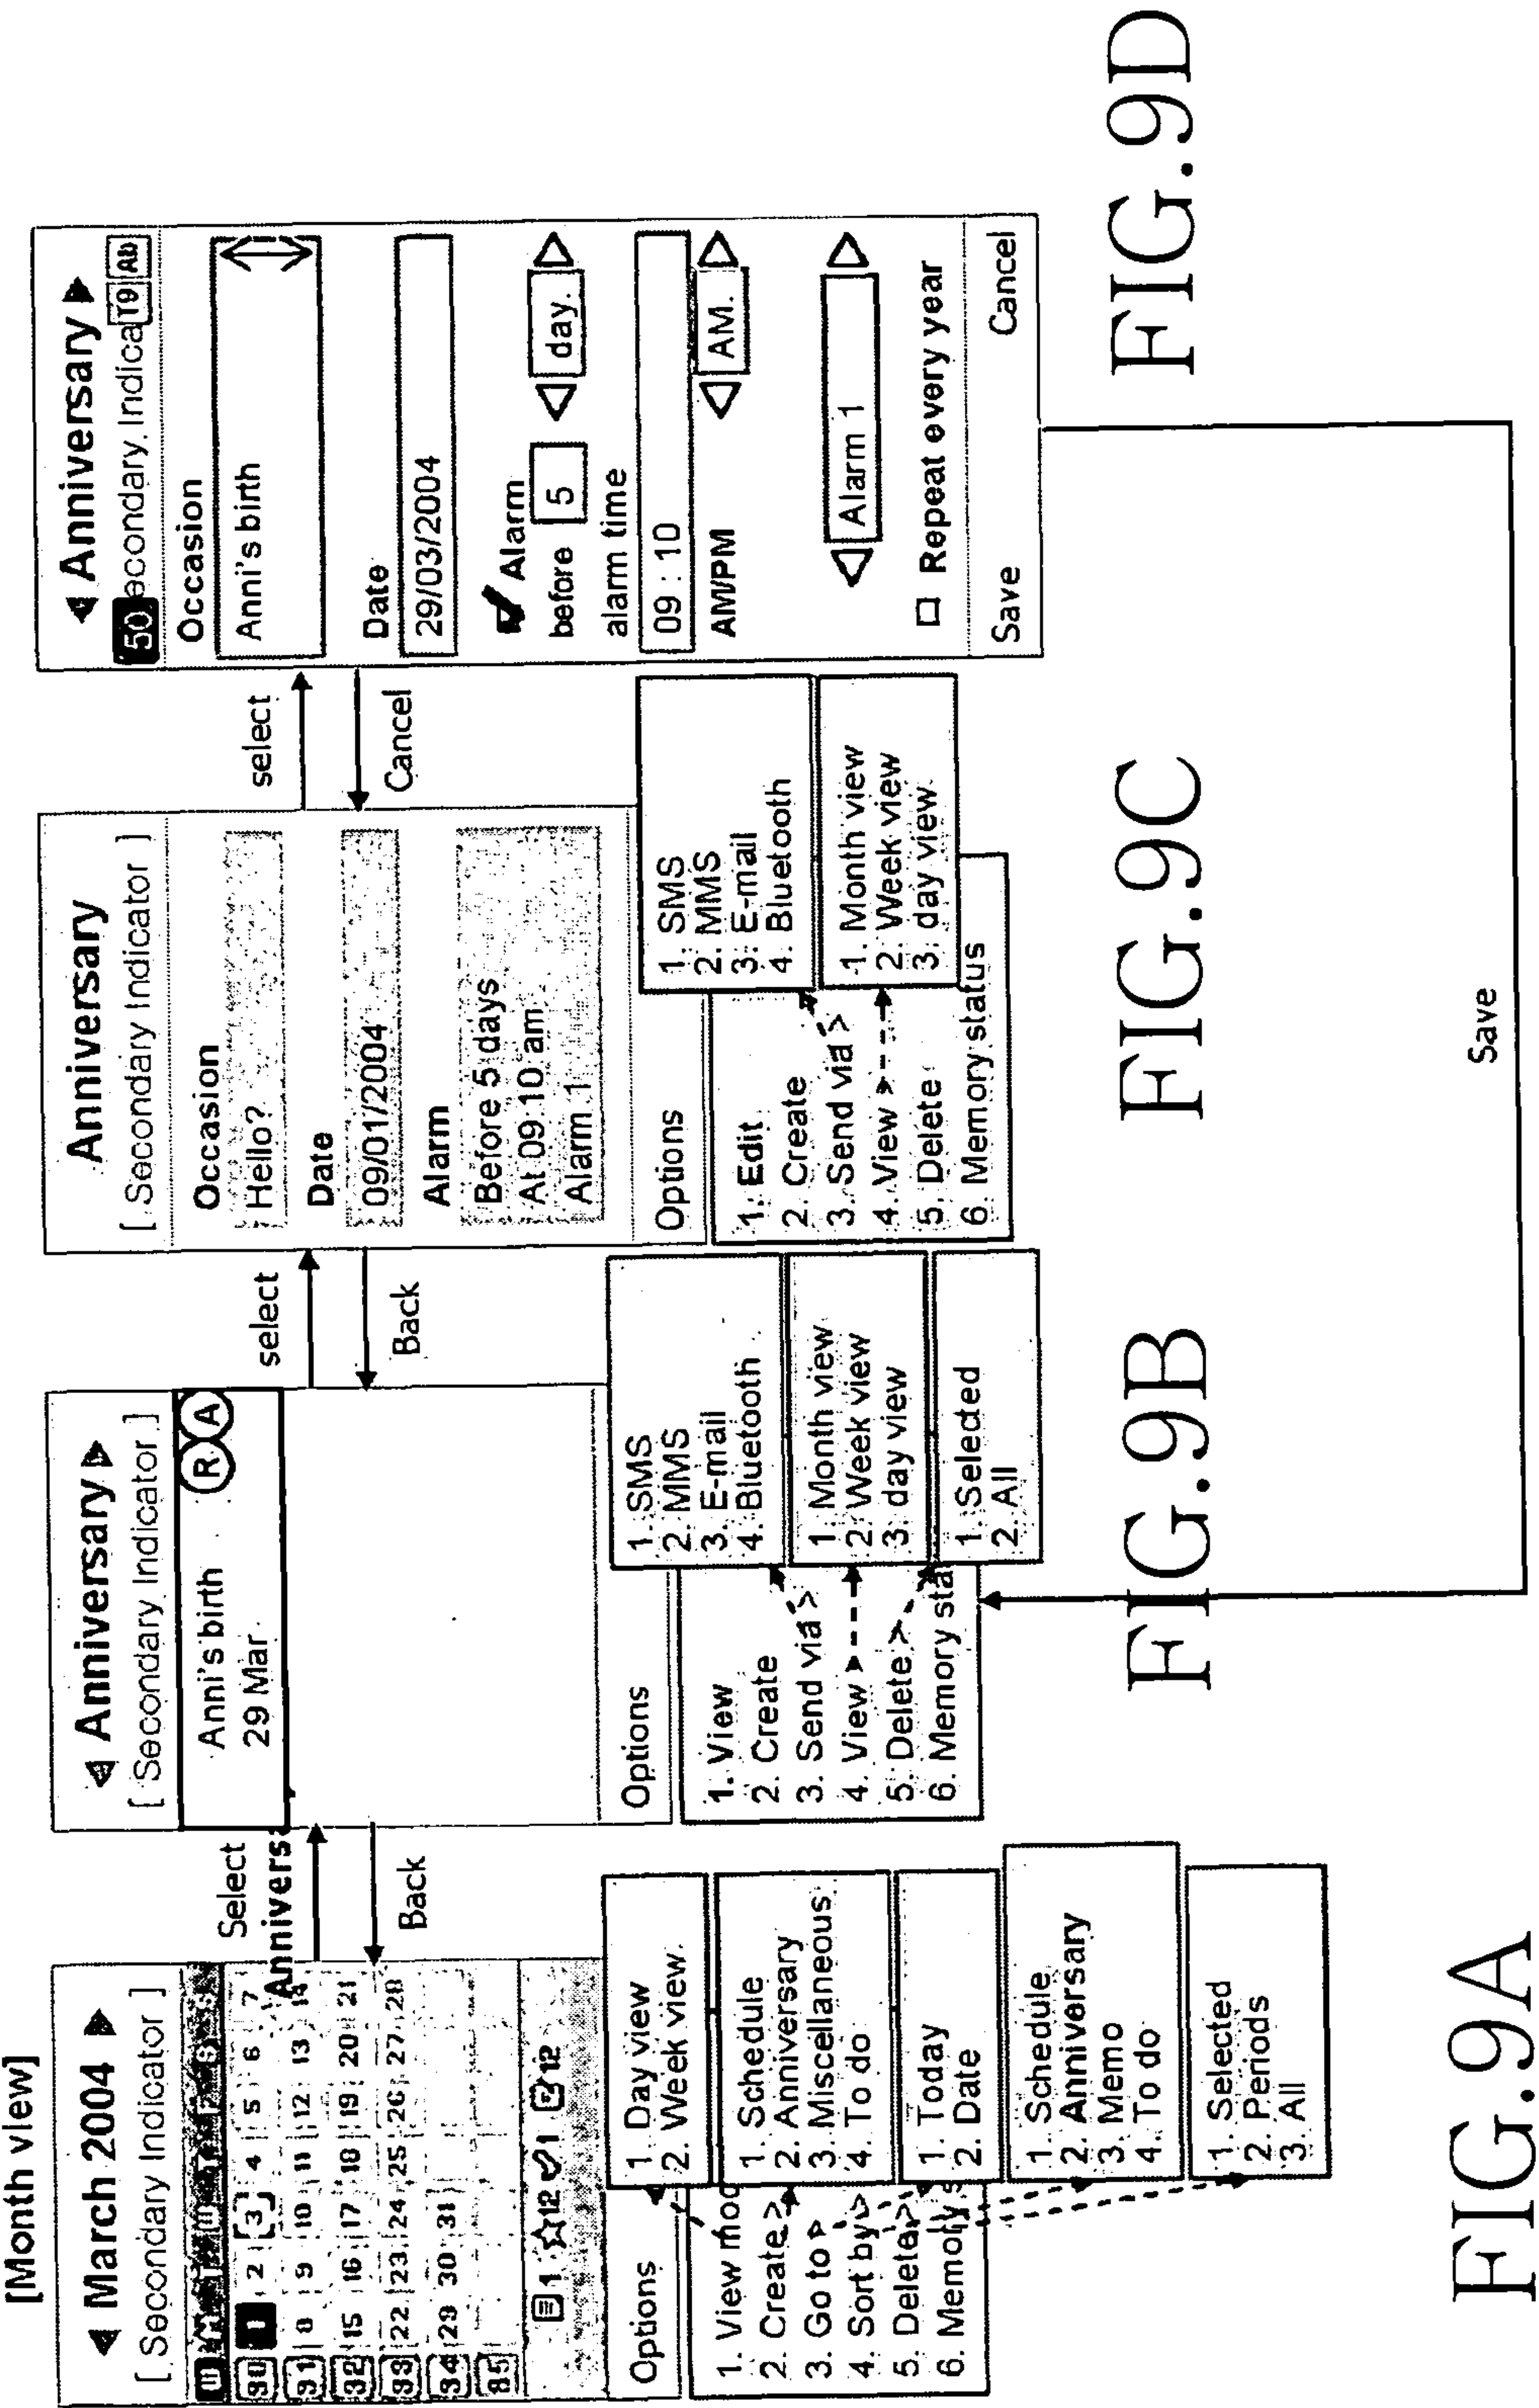 [Month view]
◀ March 2004 ▶
[ Secondary Indicator ]
1 2 [3] 4 5 6 7
8 9 10 11 12 13 14
15 16 17 18 19 20 21
22 23 24 25 26 27 28
29 30 31
1 ☆12 ✓1 12
Options
1. View mod
2. Create >
3. Go to >
4. Sort by >
5. Delete >
6. Memory s
1. Day view
2. Week view.
1. Schedule
2. Anniversary
3. Miscellaneous
4. To do
1. Today
2. Date
1. Schedule
2. Anniversary
3. Memo
4. To do
1. Selected
2. Periods
3. All
FIG.9A
Select
Annivers
Back
◀ Anniversary ▶
[ Secondary Indicator ]
Anni's birth R A
29 Mar
Options
1. View
2. Create
3. Send via >
4. View >
5. Delete >
6. Memory sta
1. SMS
2. MMS
3. E-mail
4. Bluetooth
1. Month view
2. Week view
3. day view
1. Selected
2. All
FIG.9B
select
Back
Anniversary
[ Secondary Indicator ]
Occasion
Hello?
Date
09/01/2004
Alarm
Before 5 days
At 09:10 am
Alarm 1
Options
1. Edit
2. Create
3. Send via >
4. View >
5. Delete
6. Memory status
1. SMS
2. MMS
3. E-mail
4. Bluetooth
1. Month view
2. Week view
3. day view
FIG.9C
select
Cancel
◀ Anniversary ▶
50 econdary Indica T9 Ab
Occasion
Anni's birth
Date
29/03/2004
✔ Alarm
before 5 ◁ day. ▷
alarm time
09 : 10
AM/PM ◁ AM. ▷
◁ Alarm 1 ▷
□ Repeat every year
Save Cancel
FIG.9D
Save